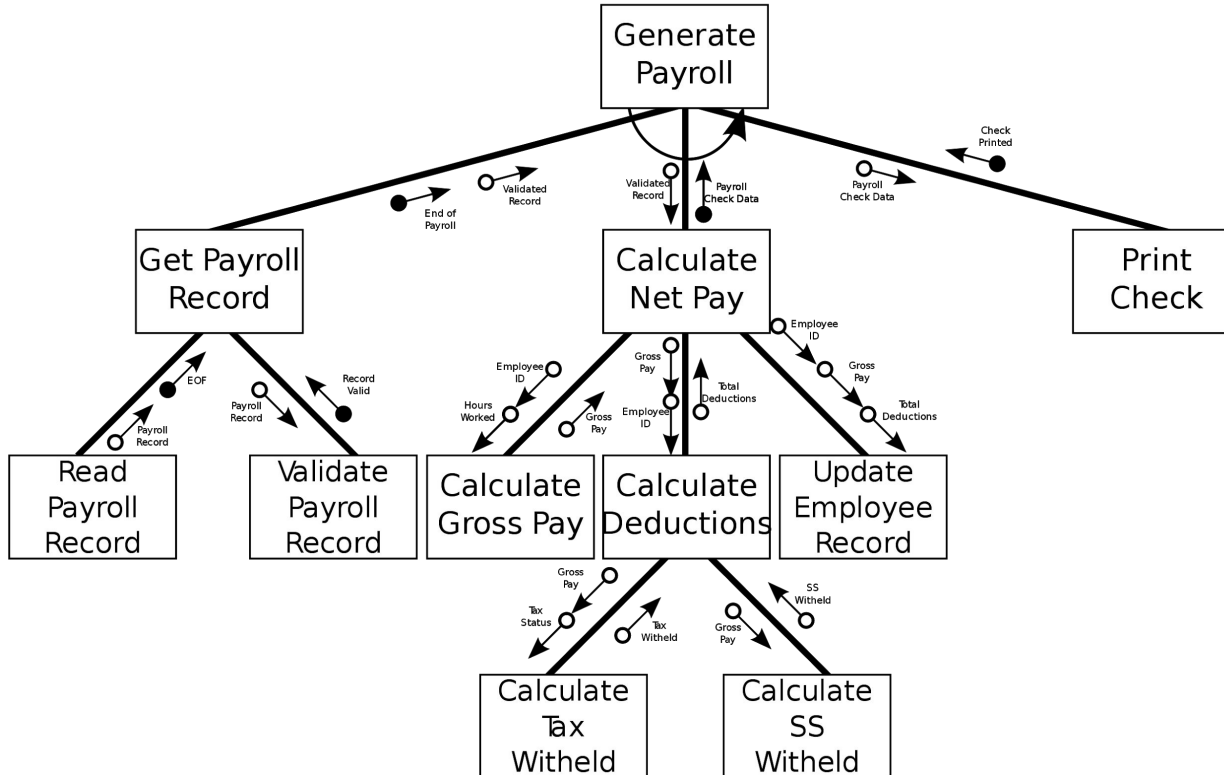 Generate
Payroll
Check
Printed
Validated
Record
End of
Payroll
Validated
Record
Payroll
Check Data
Payroll
Check Data
Get Payroll
Record
Calculate
Net Pay
Print
Check
EOF
Payroll
Record
Payroll
Record
Record
Valid
Employee
ID
Hours
Worked
Gross
Pay
Gross
Pay
Employee
ID
Total
Deductions
Employee
ID
Gross
Pay
Total
Deductions
Read
Payroll
Record
Validate
Payroll
Record
Calculate
Gross Pay
Calculate
Deductions
Update
Employee
Record
Gross
Pay
Tax
Status
Tax
Witheld
Gross
Pay
SS
Witheld
Calculate
Tax
Witheld
Calculate
SS
Witheld